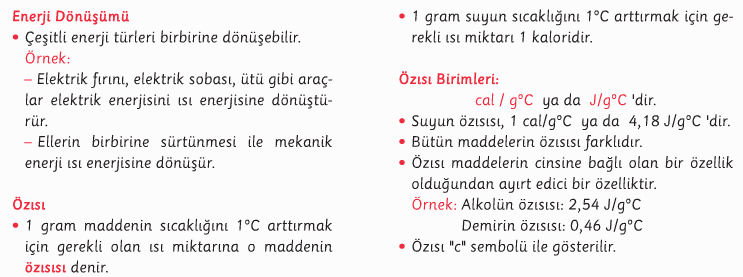 Enerji Dönüşümü
• Çeşitli enerji türleri birbirine dönüşebilir.
Örnek:
– Elektrik fırını, elektrik sobası, ütü gibi araç-
lar elektrik enerjisini ısı enerjisine dönüştü-
rür.
– Ellerin birbirine sürtünmesi ile mekanik
enerji ısı enerjisine dönüşür.
Özısı
• 1 gram maddenin sıcaklığını 1°C arttırmak
için gerekli olan ısı miktarına o maddenin
özısısı denir.
• 1 gram suyun sıcaklığını 1°C arttırmak için ge-
rekli ısı miktarı 1 kaloridir.
Özısı Birimleri:
cal / g°C ya da J/g°C 'dir.
• Suyun özısısı, 1 cal/g°C ya da 4,18 J/g°C 'dir.
• Bütün maddelerin özısısı farklıdır.
• Özısı maddelerin cinsine bağlı olan bir özellik
olduğundan ayırt edici bir özelliktir.
Örnek: Alkolün özısısı: 2,54 J/g°C
Demirin özısısı: 0,46 J/g°C
• Özısı "c" sembolü ile gösterilir.